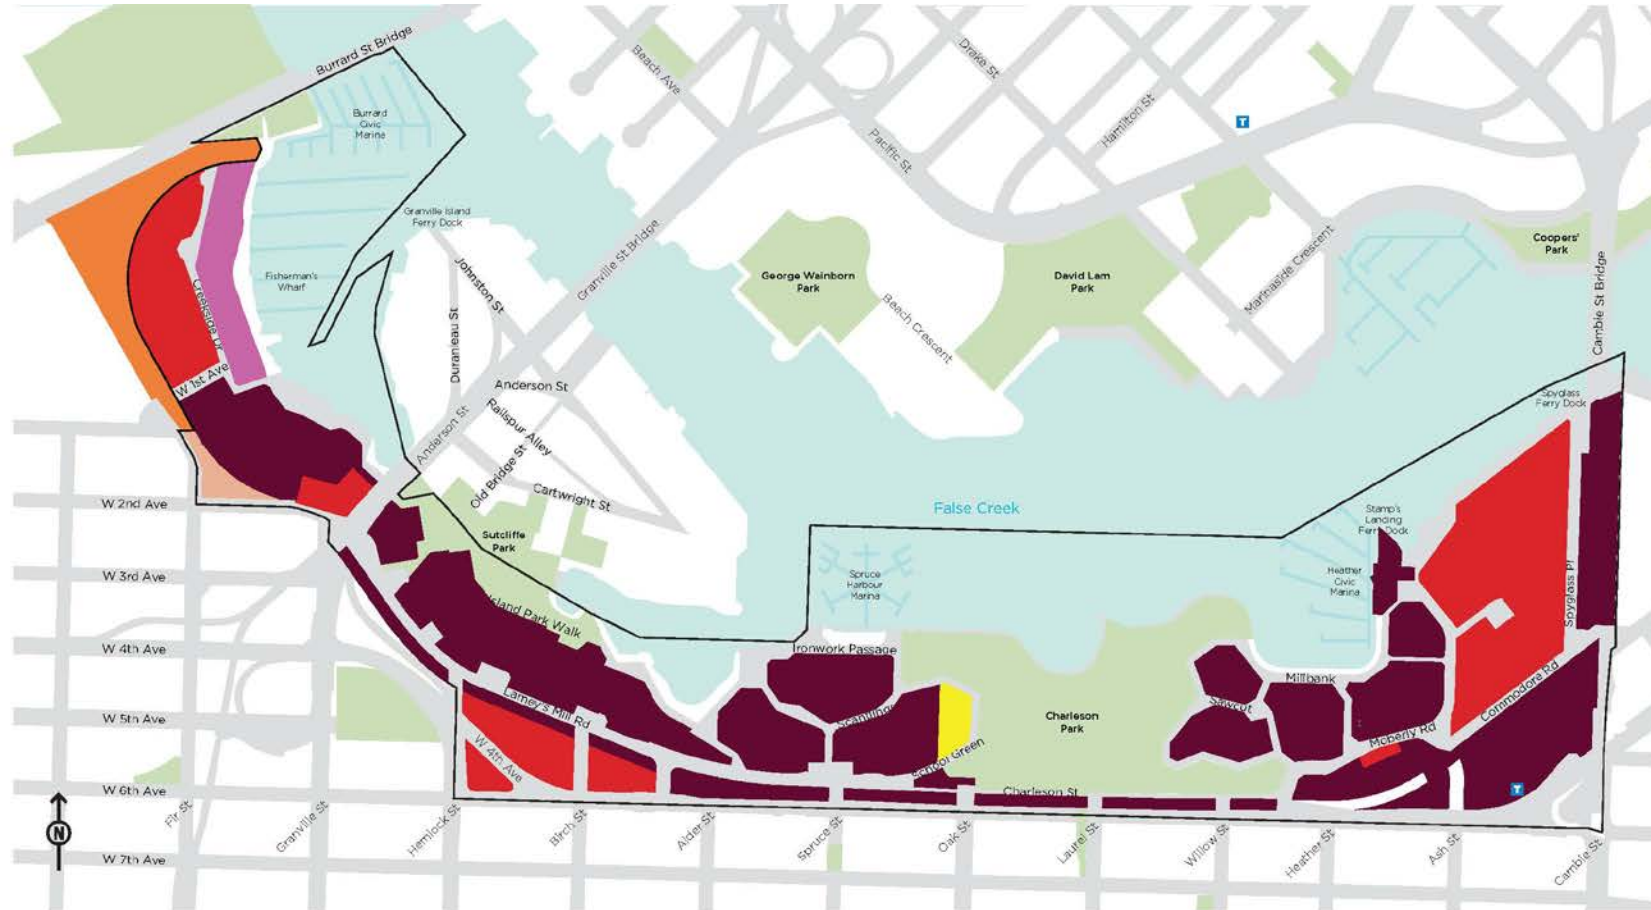 Burrard St Bridge
Beach Ave
Drake St
Burrard
Civic
Marina
Hamilton St
T
Pacific St
Granville Island
Ferry Dock
Granville St Bridge
Coopers'
Park
Johnston St
Fisherman's
Wharf
George Wainborn
Park
David Lam
Park
Marinaside Crescent
Cambie St Bridge
Creekside Dr
Duranleau St
Beach Crescent
W 1st Ave
Anderson St
Spyglass
Ferry Dock
Anderson St
Railspur Alley
Old Bridge St
Cartwright St
W 2nd Ave
False Creek
Stamp's
Landing
Ferry Dock
Sutcliffe
Park
W 3rd Ave
Spruce
Harbour
Marina
Heather
Civic
Marina
Spyglass Pl
Island Park Walk
W 4th Ave
Ironwork Passage
Millbank
Commodore Rd
Lamey's Mill Rd
Sawcut
W 5th Ave
Scantlings
Charleson
Park
Moberly Rd
W 4th Ave
School Green
W 6th Ave
Charleson St
T
Fir St
Granville St
Hemlock St
Birch St
Alder St
Spruce St
Oak St
Laurel St
Willow St
Heather St
Ash St
Cambie St
N
W 7th Ave